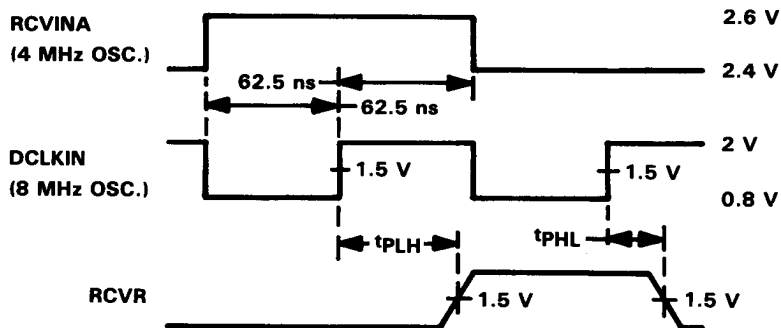 RCVINA
(4 MHz OSC.)
2.6 V
2.4 V
62.5 ns
62.5 ns
DCLKIN
(8 MHz OSC.)
2 V
1.5 V
1.5 V
0.8 V
tPLH
tPHL
RCVR
1.5 V
1.5 V